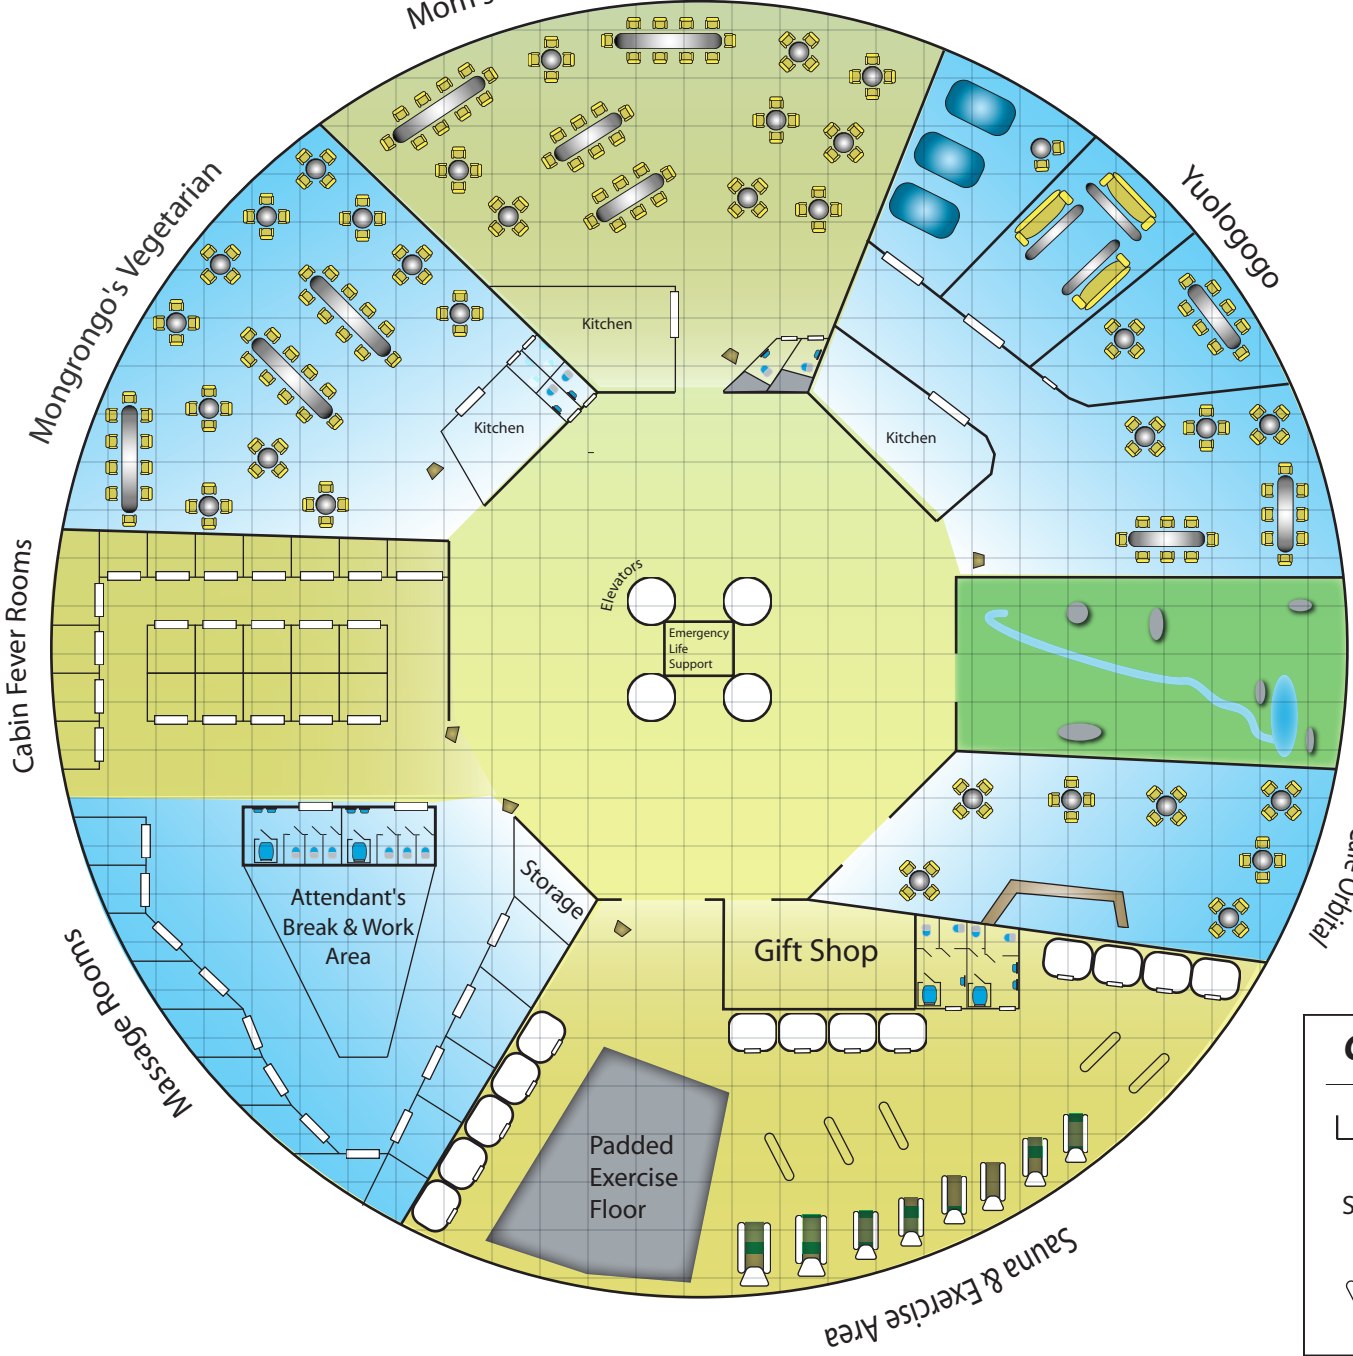 Mongrongo's Vegetarian
Yuologogo
Kitchen
Kitchen
Kitchen
Cabin Fever Rooms
Elevators
Emergency
Life
Support
Storage
Attendant's
Break & Work
Area
Gift Shop
Orbital
Massage Rooms
Padded
Exercise
Floor
Sauna & Exercise Area